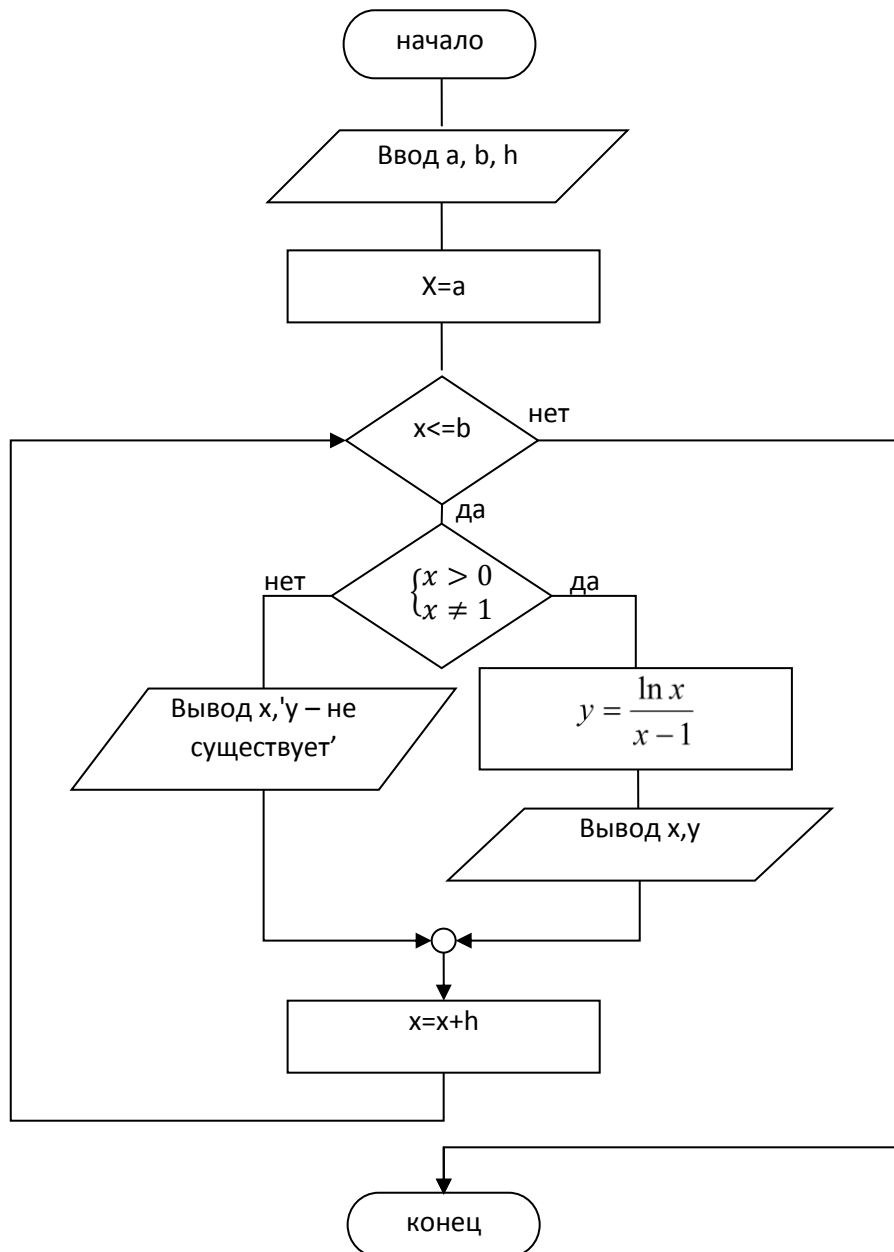 начало
Ввод a, b, h
X=a
x<=b
нет
да
нет
{x > 0
x ≠ 1
да
Вывод x,'y – не
существует’
y = ln x / x − 1
Вывод x,y
x=x+h
конец